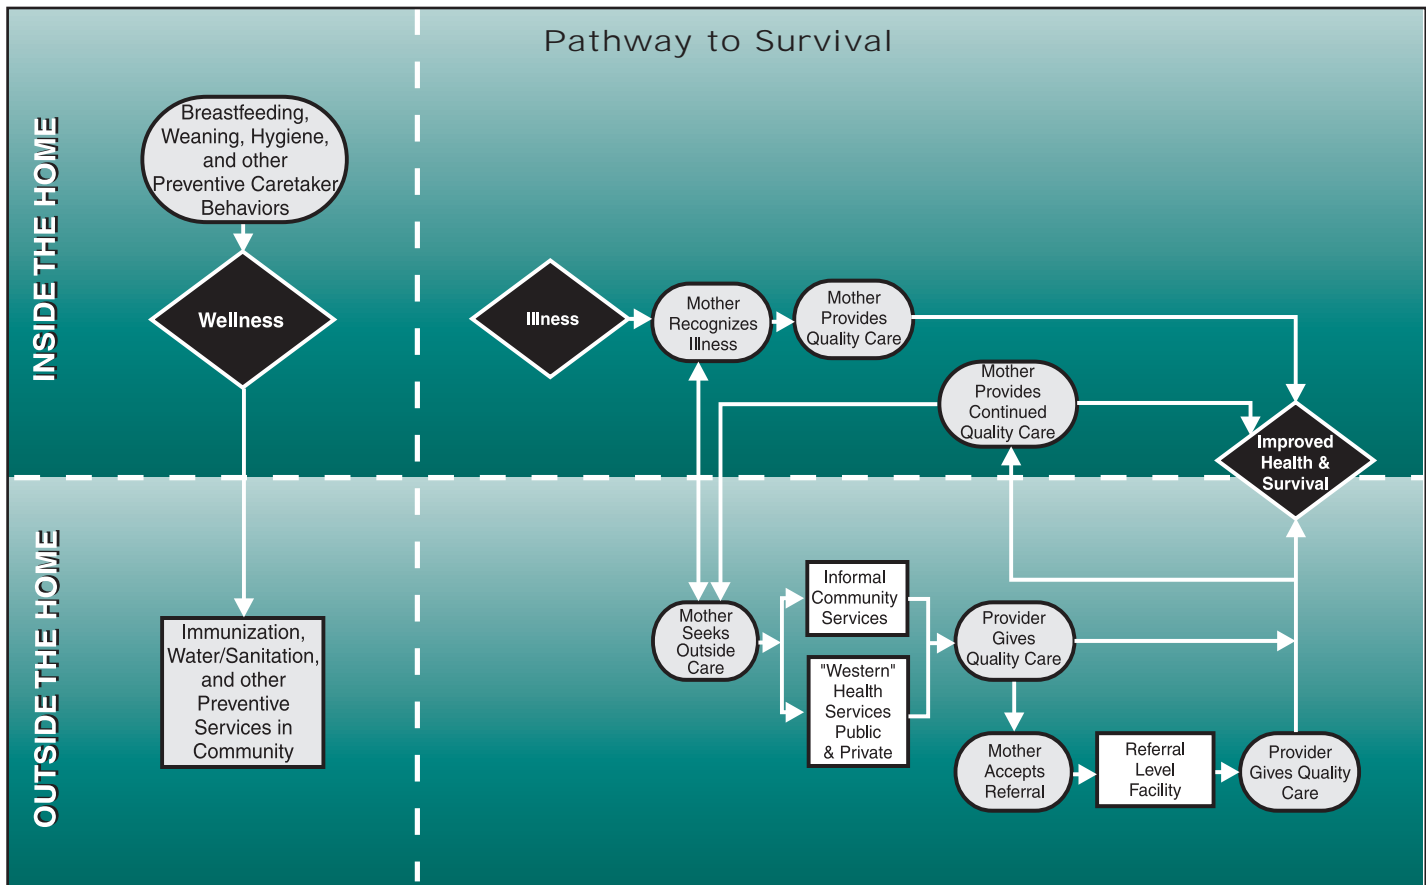 Pathway to Survival
INSIDE THE HOME
Breastfeeding,
Weaning, Hygiene,
and other
Preventive Caretaker
Behaviors
Wellness
Illness
Mother
Recognizes
Illness
Mother
Provides
Quality Care
Mother
Provides
Continued
Quality Care
Improved
Health &
Survival
OUTSIDE THE HOME
Immunization,
Water/Sanitation,
and other
Preventive
Services in
Community
Mother
Seeks
Outside
Care
Informal
Community
Services
"Western"
Health
Services
Public
& Private
Provider
Gives
Quality Care
Mother
Accepts
Referral
Referral
Level
Facility
Provider
Gives Quality
Care